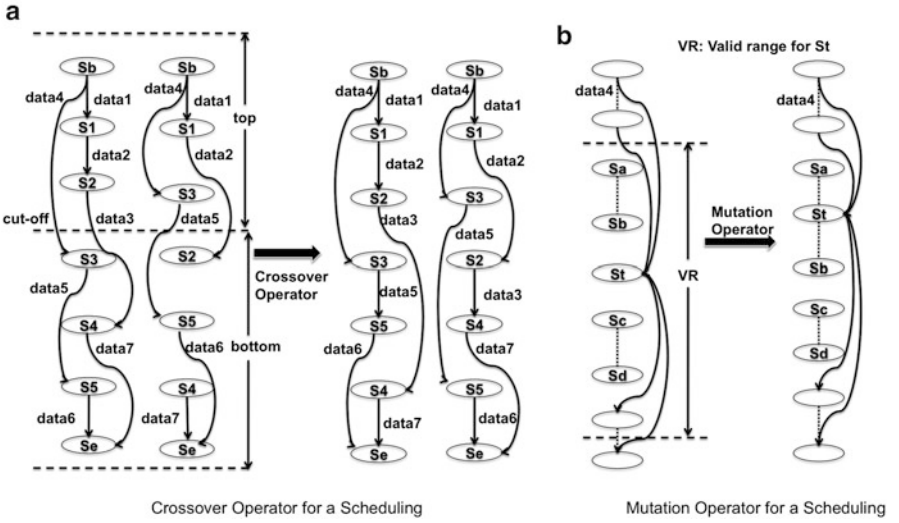 a
Sb
data4
data1
S1
data2
S2
cut-off
data3
S3
data5
S4
data7
S5
data6
Se
Sb
data4
data1
S1
data2
S3
data5
S2
S5
data6
S4
data7
Se
top
bottom
Crossover
Operator
Sb
data4
data1
S1
data2
S2
data3
S3
data5
S5
data6
S4
data7
Se
Sb
data4
data1
S1
data2
S3
data5
S2
data3
S4
data7
S5
data6
Se
Crossover Operator for a Scheduling
b
VR: Valid range for St
data4
Sa
Sb
St
Sc
Sd
VR
Mutation
Operator
data4
Sa
St
Sb
Sc
Sd
Mutation Operator for a Scheduling